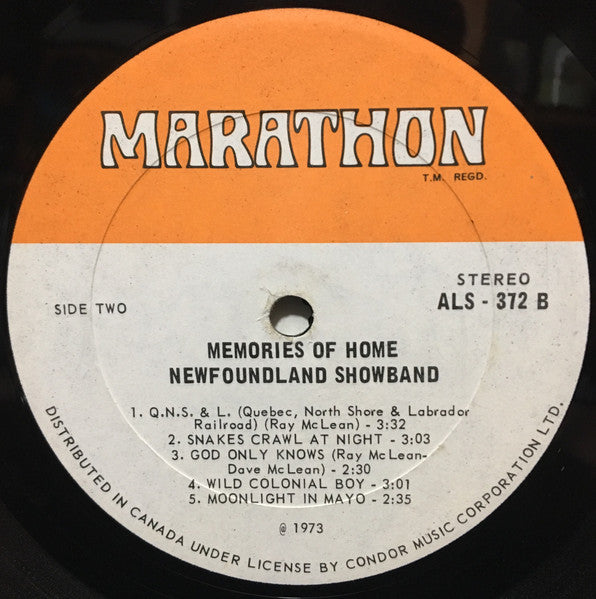 MARATHON
T.M. REGD.
STEREO
SIDE TWO
ALS - 372 B
MEMORIES OF HOME
NEWFOUNDLAND SHOWBAND
1. Q.N.S. & L. (Quebec, North Shore & Labrador
Railroad) (Ray McLean) - 3:32
2. SNAKES CRAWL AT NIGHT - 3:03
3. GOD ONLY KNOWS (Ray McLean-
Dave McLean) - 2:30
4. WILD COLONIAL BOY - 3:01
5. MOONLIGHT IN MAYO - 2:35
@ 1973
DISTRIBUTED IN CANADA UNDER LICENSE BY CONDOR MUSIC CORPORATION LTD.